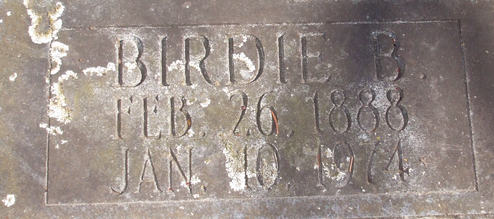 BIRDIE B.
FEB. 26. 1888
JAN. 10. 1974